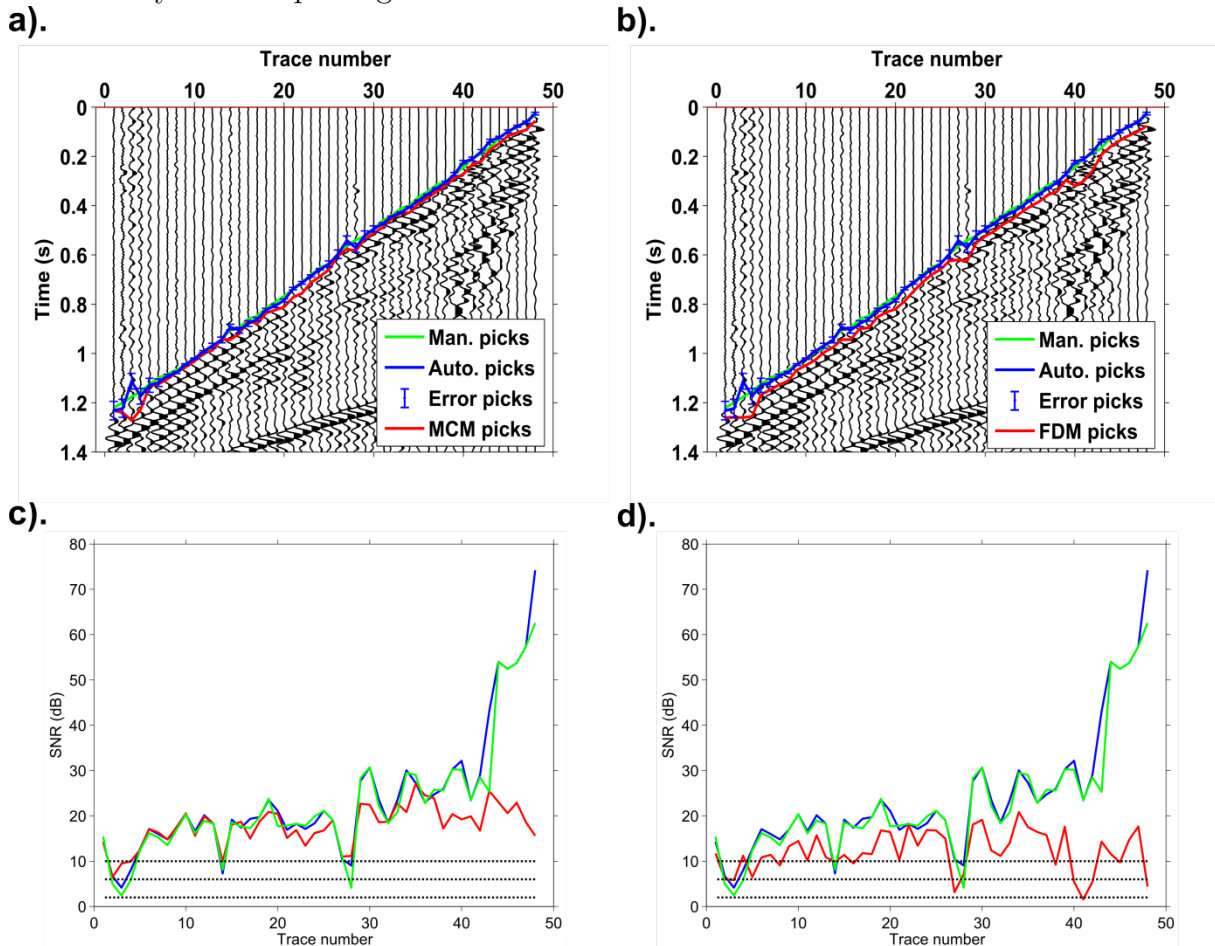 a).
Trace number
0 10 20 30 40 50
0
0.2
0.4
0.6
0.8
1
1.2
1.4
Time (s)
Man. picks
Auto. picks
Error picks
MCM picks
b).
Trace number
0 10 20 30 40 50
0
0.2
0.4
0.6
0.8
1
1.2
1.4
Time (s)
Man. picks
Auto. picks
Error picks
FDM picks
c).
80
70
60
50
40
30
20
10
0
SNR (dB)
0 10 20 30 40 50
Trace number
d).
80
70
60
50
40
30
20
10
0
SNR (dB)
0 10 20 30 40 50
Trace number